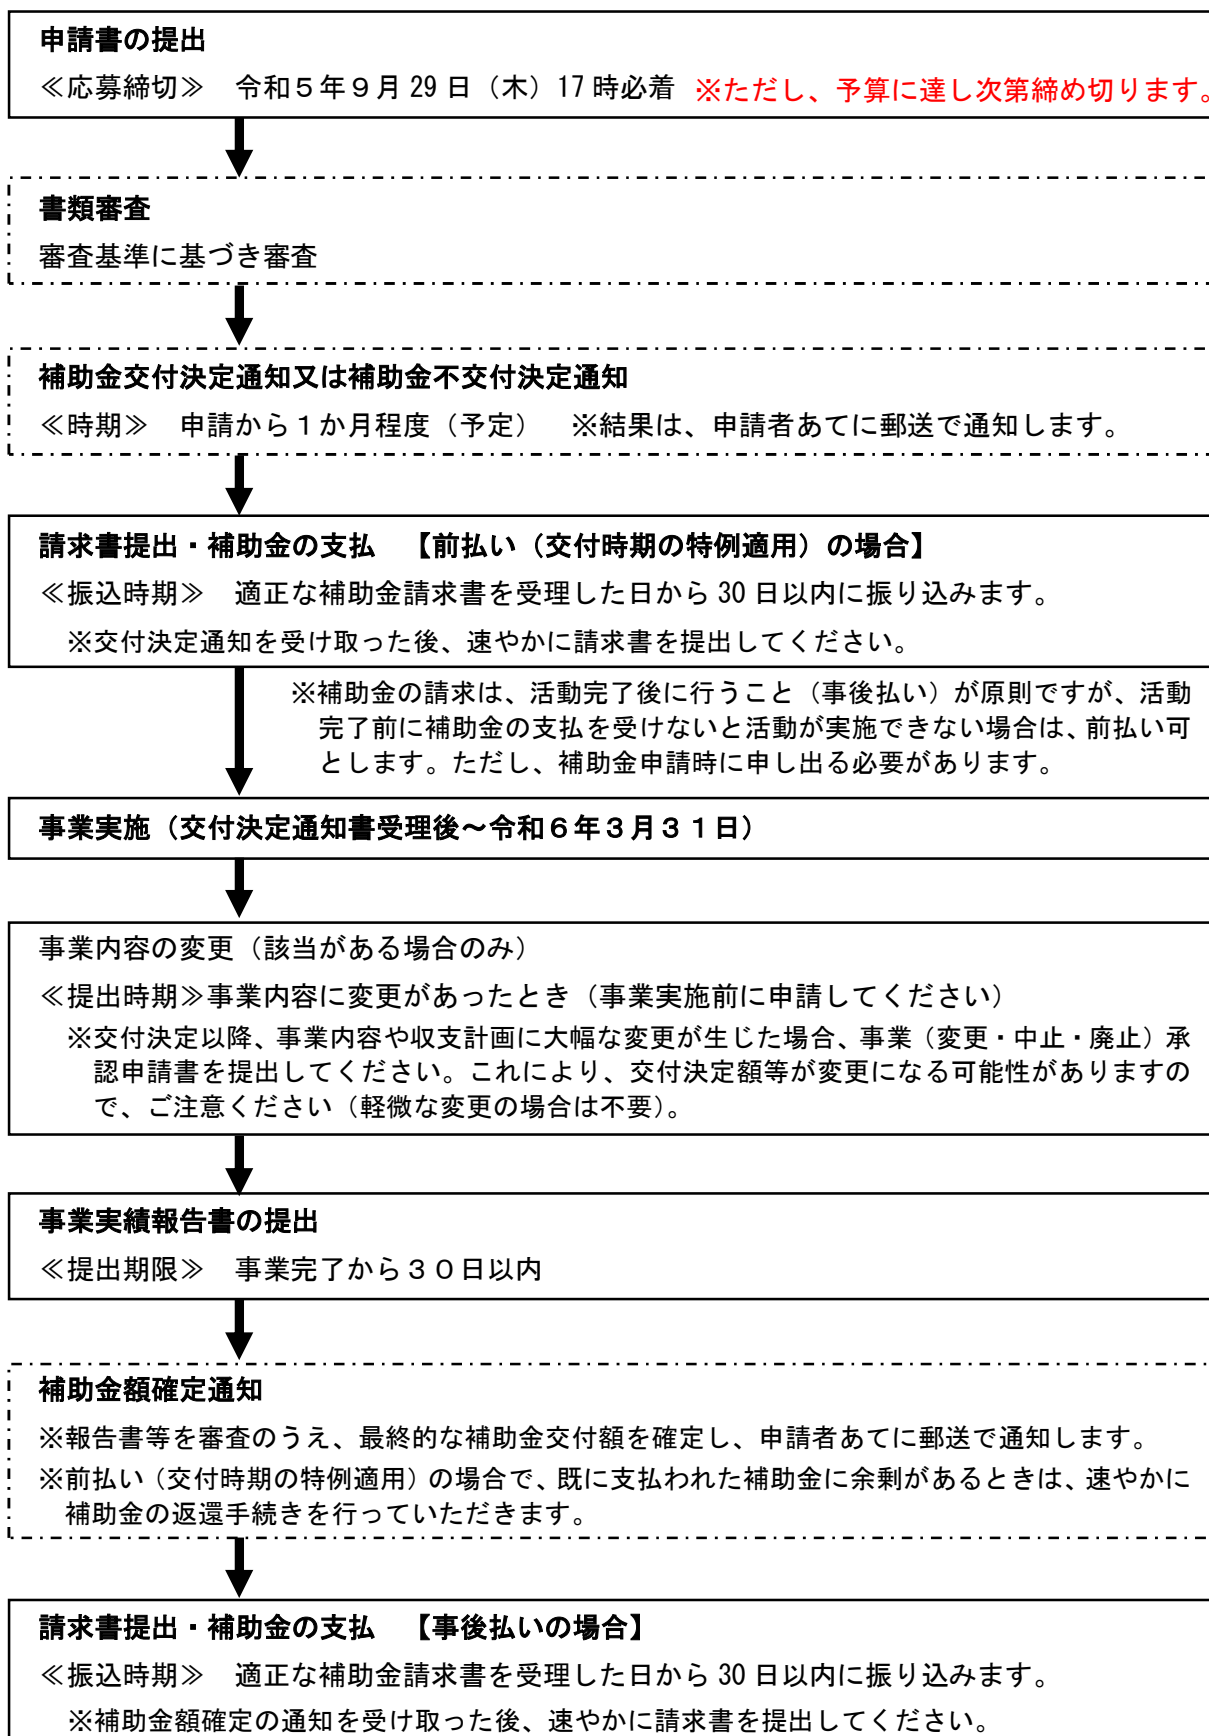 申請書の提出
≪応募締切≫　令和５年９月 29 日（木）17 時必着 ※ただし、予算に達し次第締め切ります。
書類審査
審査基準に基づき審査
補助金交付決定通知又は補助金不交付決定通知
≪時期≫　申請から１か月程度（予定）　※結果は、申請者あてに郵送で通知します。
請求書提出・補助金の支払　【前払い（交付時期の特例適用）の場合】
≪振込時期≫　適正な補助金請求書を受理した日から 30 日以内に振り込みます。
※交付決定通知を受け取った後、速やかに請求書を提出してください。
※補助金の請求は、活動完了後に行うこと（事後払い）が原則ですが、活動
完了前に補助金の支払を受けないと活動が実施できない場合は、前払い可
とします。ただし、補助金申請時に申し出る必要があります。
事業実施（交付決定通知書受理後～令和６年３月３１日）
事業内容の変更（該当がある場合のみ）
≪提出時期≫事業内容に変更があったとき（事業実施前に申請してください）
※交付決定以降、事業内容や収支計画に大幅な変更が生じた場合、事業（変更・中止・廃止）承
認申請書を提出してください。これにより、交付決定額等が変更になる可能性がありますの
で、ご注意ください（軽微な変更の場合は不要）。
事業実績報告書の提出
≪提出期限≫　事業完了から３０日以内
補助金額確定通知
※報告書等を審査のうえ、最終的な補助金交付額を確定し、申請者あてに郵送で通知します。
※前払い（交付時期の特例適用）の場合で、既に支払われた補助金に余剰があるときは、速やかに
補助金の返還手続きを行っていただきます。
請求書提出・補助金の支払　【事後払いの場合】
≪振込時期≫　適正な補助金請求書を受理した日から 30 日以内に振り込みます。
※補助金額確定の通知を受け取った後、速やかに請求書を提出してください。